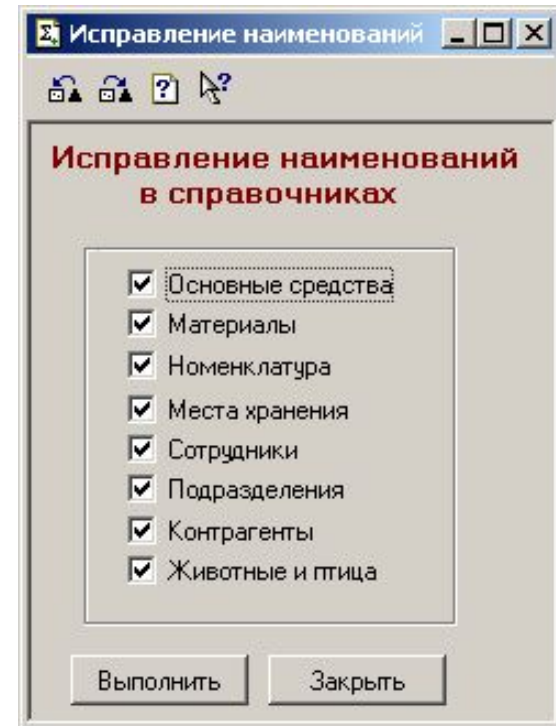 Исправление наименований
Исправление наименований
в справочниках
Основные средства
Материалы
Номенклатура
Места хранения
Сотрудники
Подразделения
Контрагенты
Животные и птица
Выполнить Закрыть